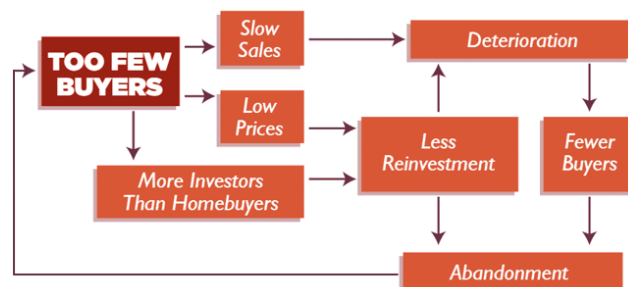 TOO FEW
BUYERS
Slow
Sales
Deterioration
Low
Prices
Less
Reinvestment
Fewer
Buyers
More Investors
Than Homebuyers
Abandonment